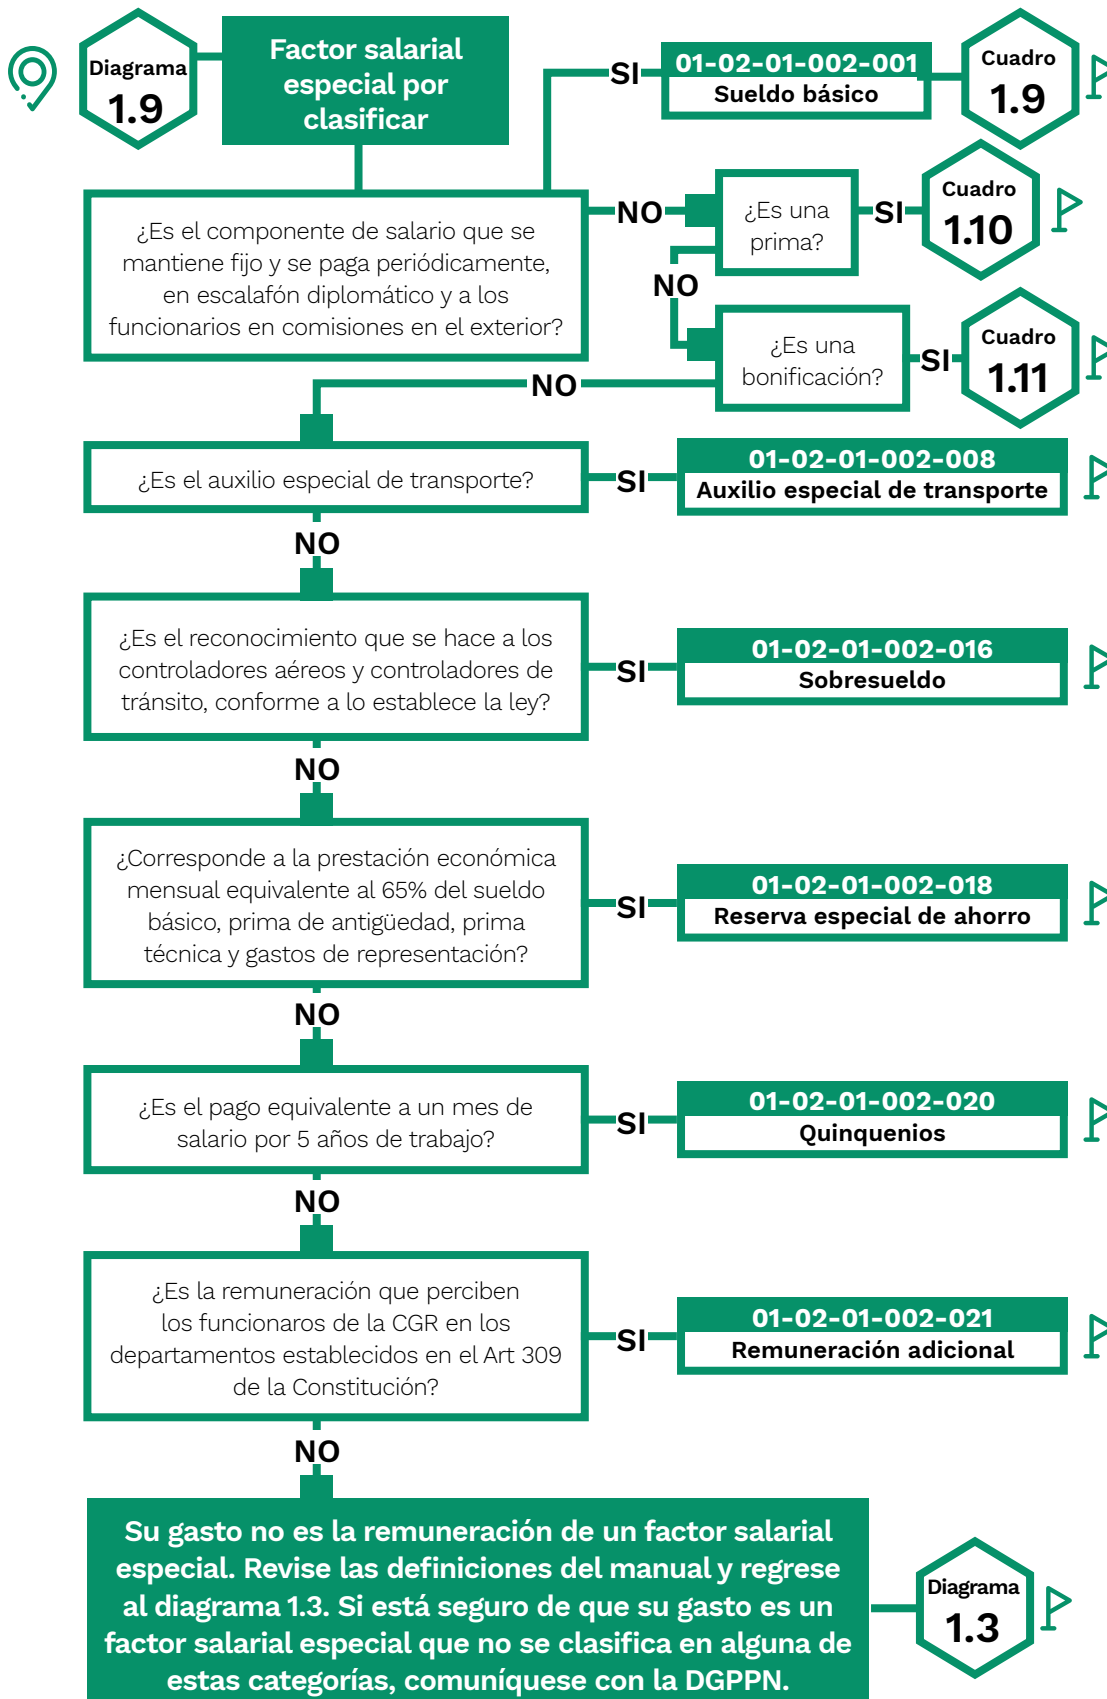 Diagrama
1.9
Factor salarial
especial por
clasificar
SI
01-02-01-002-001
Sueldo básico
Cuadro
1.9
¿Es el componente de salario que se
mantiene fijo y se paga periódicamente,
en escalafón diplomático y a los
funcionarios en comisiones en el exterior?
NO
¿Es una
prima?
SI
Cuadro
1.10
NO
¿Es una
bonificación?
SI
Cuadro
1.11
NO
¿Es el auxilio especial de transporte?
SI
01-02-01-002-008
Auxilio especial de transporte
NO
¿Es el reconocimiento que se hace a los
controladores aéreos y controladores de
tránsito, conforme a lo establece la ley?
SI
01-02-01-002-016
Sobresueldo
NO
¿Corresponde a la prestación económica
mensual equivalente al 65% del sueldo
básico, prima de antigüedad, prima
técnica y gastos de representación?
SI
01-02-01-002-018
Reserva especial de ahorro
NO
¿Es el pago equivalente a un mes de
salario por 5 años de trabajo?
SI
01-02-01-002-020
Quinquenios
NO
¿Es la remuneración que perciben
los funcionaros de la CGR en los
departamentos establecidos en el Art 309
de la Constitución?
SI
01-02-01-002-021
Remuneración adicional
NO
Su gasto no es la remuneración de un factor salarial
especial. Revise las definiciones del manual y regrese
al diagrama 1.3. Si está seguro de que su gasto es un
factor salarial especial que no se clasifica en alguna de
estas categorías, comuníquese con la DGPPN.
Diagrama
1.3